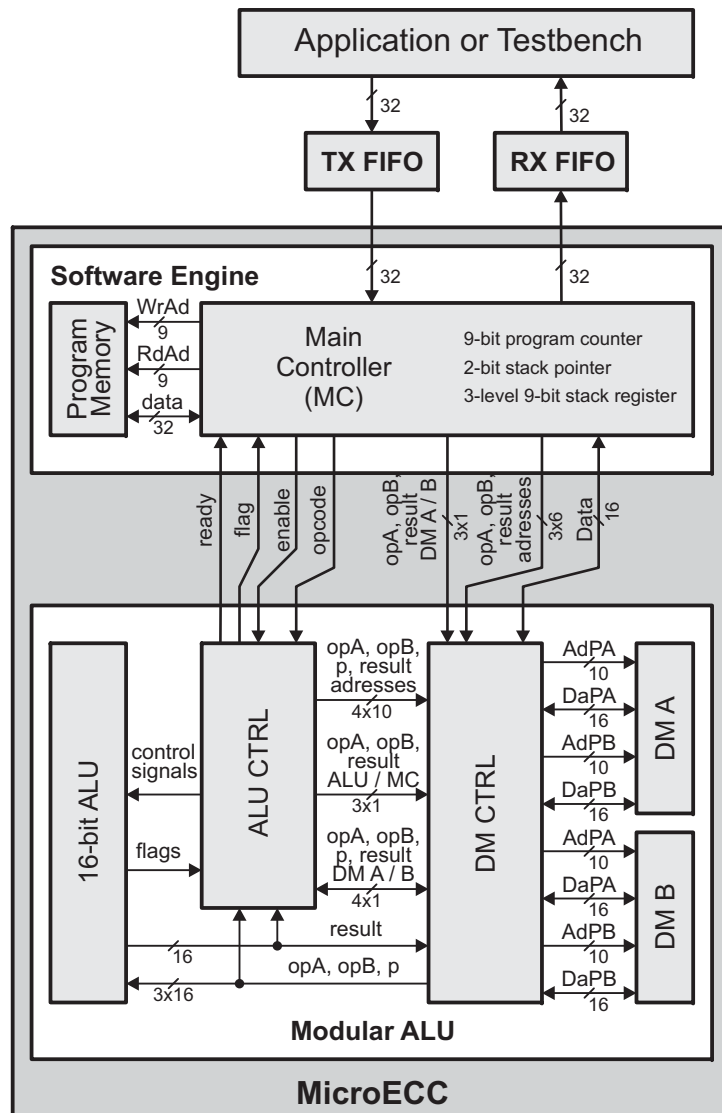 Application or Testbench
32
32
TX FIFO
RX FIFO
32
32
Software Engine
Program
Memory
WrAd
9
RdAd
9
data
32
Main
Controller
(MC)
9-bit program counter
2-bit stack pointer
3-level 9-bit stack register
ready
flag
enable
opcode
opA, opB,
result
DM A / B
3x1
opA, opB,
result
adresses
3x6
Data
16
16-bit ALU
control
signals
flags
ALU CTRL
opA, opB,
p, result
adresses
4x10
opA, opB,
result
ALU / MC
3x1
opA, opB,
p, result
DM A / B
4x1
16
result
3x16
opA, opB, p
DM CTRL
AdPA
10
DaPA
16
AdPB
10
DaPB
16
DM A
AdPA
10
DaPA
16
AdPB
10
DaPB
16
DM B
Modular ALU
MicroECC